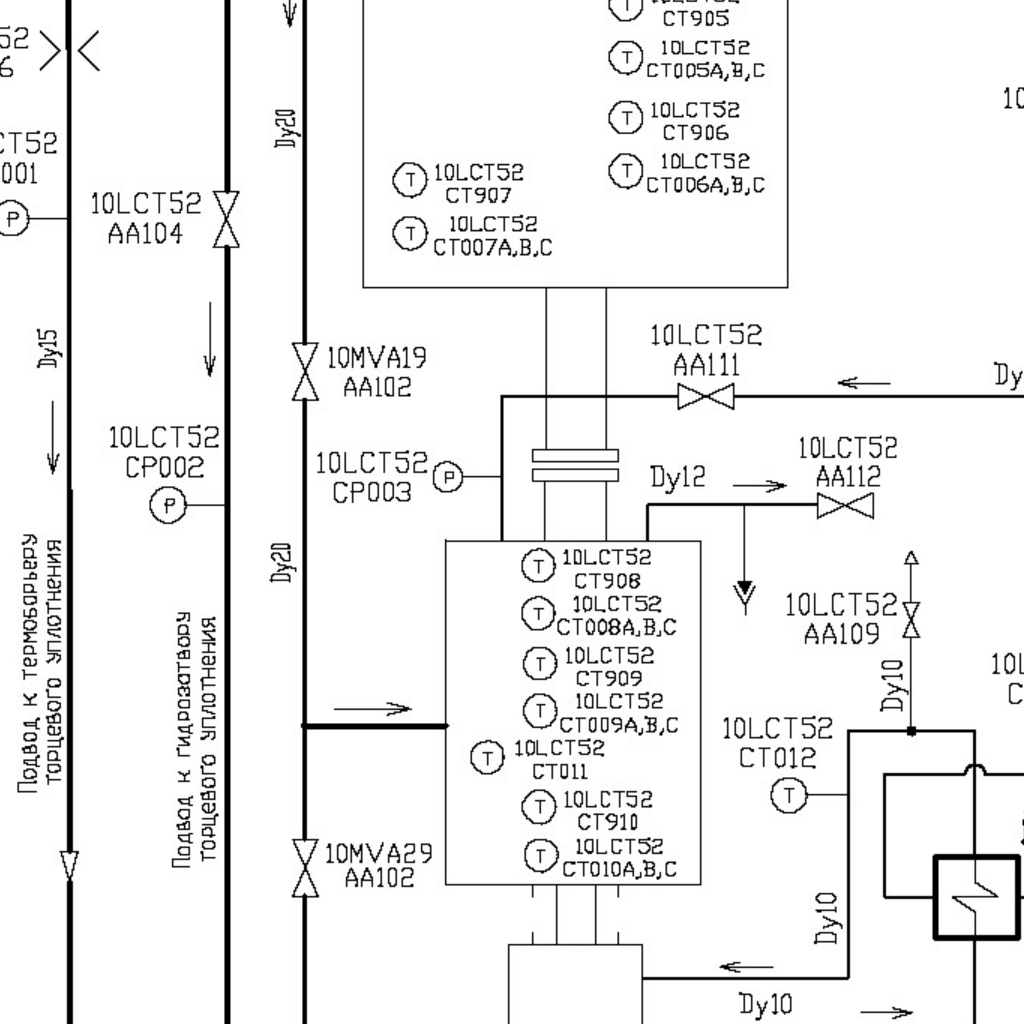 10LCT52
CT905
10LCT52
CT005A,B,C
10LCT52
CT906
10LCT52
CT006A,B,C
10LCT52
CT907
10LCT52
CT007A,B,C
52
6
CT52
001
P
10LCT52
AA104
Dy20
Dy15
10MVA19
AA102
10LCT52
AA111
Dy
10LCT52
CP002
P
10LCT52
CP003
P
Dy12
10LCT52
AA112
Dy20
Подвод к термобарьеру
торцевого уплотнения
Подвод к гидрозатвору
торцевого уплотнения
T
T
T
T
T
T
10LCT52
CT908
10LCT52
CT008A,B,C
10LCT52
CT909
10LCT52
CT009A,B,C
10LCT52
CT011
10LCT52
CT910
10LCT52
CT010A,B,C
T
T
T
T
T
T
T
10LCT52
AA109
Dy10
10LCT52
CT012
T
10MVA29
AA102
Dy10
Dy10
10
10L
C